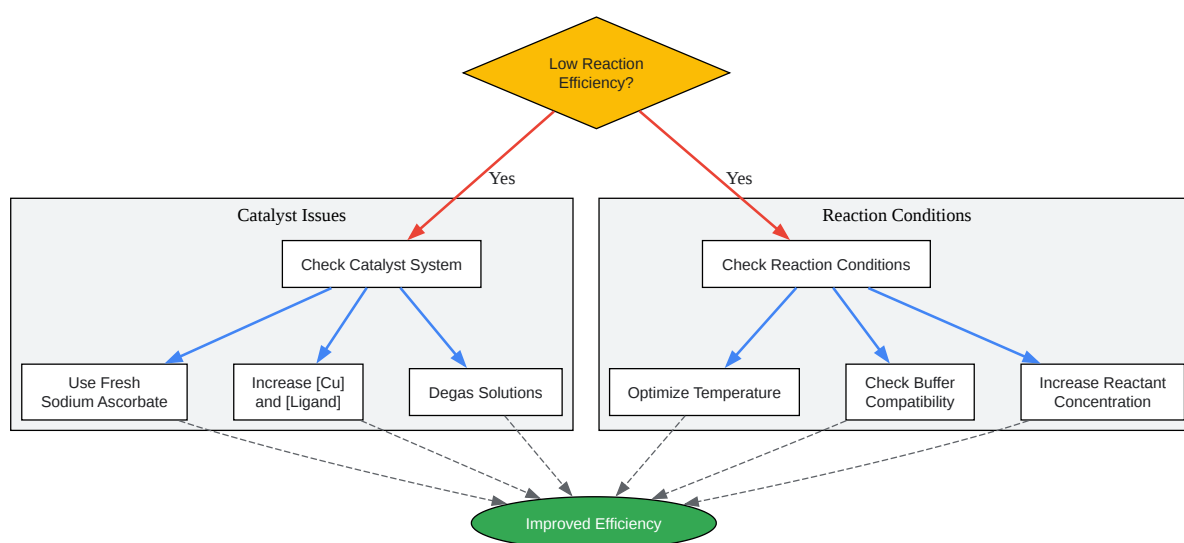 Low Reaction
Efficiency?
Yes
Yes
Catalyst Issues
Reaction Conditions
Check Catalyst System
Check Reaction Conditions
Use Fresh
Sodium Ascorbate
Increase [Cu]
and [Ligand]
Degas Solutions
Optimize Temperature
Check Buffer
Compatibility
Increase Reactant
Concentration
Improved Efficiency